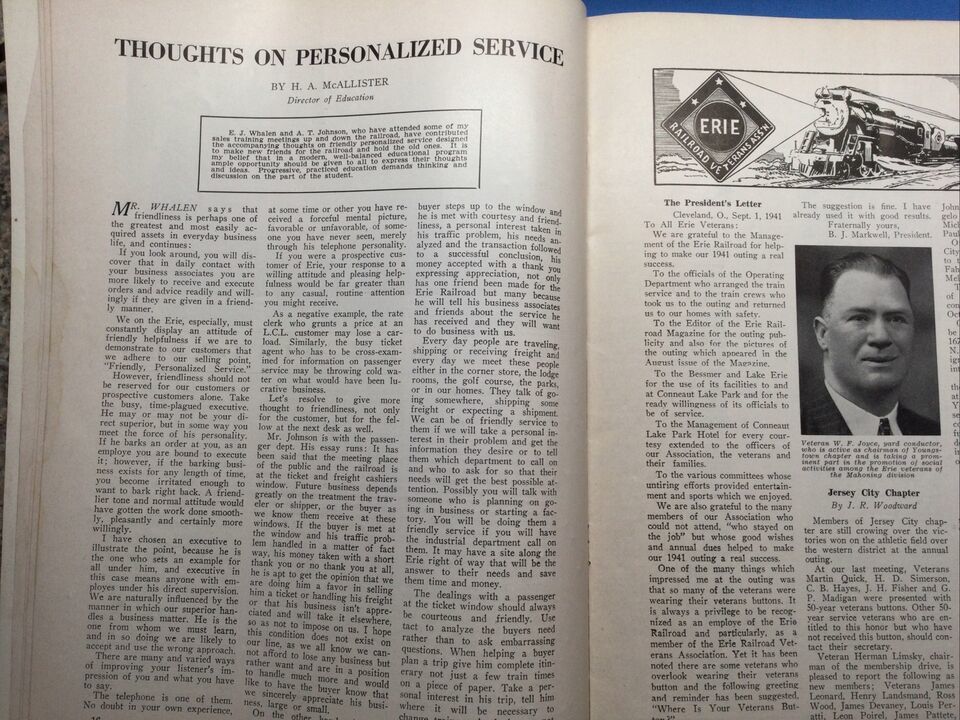 THOUGHTS ON PERSONALIZED SERVICE
BY H. A. McALLISTER
Director of Education
E. J. Whalen and A. T. Johnson, who have attended some of my
sales training meetings up and down the railroad, have contributed
the accompanying thoughts on friendly personalized service designed
to make new friends for the railroad and hold the old ones. It is
my belief that in a modern, well-balanced educational program
ample opportunity should be given to all to express their thoughts
and ideas. Progressive, practiced education demands thinking and
discussion on the part of the student.
MR. WHALEN says that
friendliness is perhaps one of
the greatest and most easily ac-
quired assets in everyday business
life, and continues:
If you look around, you will dis-
cover that in daily contact with
your business associates you are
more likely to receive and execute
orders and advice readily and will-
ingly if they are given in a friend-
ly manner.
We on the Erie, especially, must
constantly display an attitude of
friendly helpfulness if we are to
demonstrate to our customers that
we adhere to our selling point,
"Friendly, Personalized Service."
However, friendliness should not
be reserved for our customers or
prospective customers alone. Take
the busy, time-plagued executive.
He may or may not be your di-
rect superior, but in some way you
meet the force of his personality.
If he barks an order at you, as an
employe you are bound to execute
it; however, if the barking busi-
ness exists for any length of time,
you become irritated enough to
want to bark right back. A friend-
lier tone and normal attitude would
have gotten the work done smooth-
ly, pleasantly and certainly more
willingly.
I have chosen an executive to
illustrate the point, because he is
the one who sets an example for
all under him, and executive in
this case means anyone with em-
ployes under his direct supervision.
We are naturally influenced by the
manner in which our superior han-
dles a business matter. He is the
one from whom we must learn,
and in so doing we are likely to
accept and use the wrong approach.
There are many and varied ways
of improving your listener's im-
pression of you and what you have
to say.
The telephone is one of them.
No doubt in your own experience,
at some time or other you have re-
ceived a forceful mental picture,
favorable or unfavorable, of some-
one you have never seen, merely
through his telephone personality.
If you were a prospective cus-
tomer of Erie, your response to a
willing attitude and pleasing help-
fulness would be far greater than
to any casual, routine attention
you might receive.
As a negative example, the rate
clerk who grunts a price at an
L.C.L. customer may lose a car-
load. Similarly, the busy ticket
agent who has to be cross-exam-
ined for information on passenger
service may be throwing cold wa-
ter on what would have been lu-
crative business.
Let's resolve to give more
thought to friendliness, not only
for the customer, but for the fel-
low at the next desk as well.
Mr. Johnson is with the passen-
ger dept. His essay runs: It has
been said that the meeting place
of the public and the railroad is
at the ticket and freight cashiers
window. Future business depends
greatly on the treatment the trav-
eler or shipper, or the buyer as
we know them receive at these
windows. If the buyer is met at
the window and his traffic prob-
lem handled in a matter of fact
way, his money taken with a short
thank you or no thank you at all,
he is apt to get the opinion that we
are doing him a favor in selling
him a ticket or handling his freight
or that his business isn't appre-
ciated and will take it elsewhere,
so as not to impose on us. I hope
this condition does not exist on
our line, as we all know we can-
not afford to lose any business but
rather want and are in a position
to handle much more and would
like to have the buyer know that
we sincerely appreciate his busi-
ness, large or small.
On the other
buyer steps up to the window and
he is met with courtesy and friend-
liness, a personal interest taken in
his traffic problem, his needs an-
alyzed and the transaction followed
to a successful conclusion, his
money accepted with a thank you
expressing appreciation, not only
has one friend been made for the
Erie Railroad but many because
he will tell his business associates
and friends about the service he
has received and they will want
to do business with us.
Every day people are traveling,
shipping or receiving freight and
every day we meet these people
either in the corner store, the lodge
rooms, the golf course, the parks,
or in our homes. They talk of go-
ing somewhere, shipping some
freight or expecting a shipment.
We can be of friendly service to
them if we will take a personal in-
terest in their problem and get the
information they desire or to tell
them which department to call on
and who to ask for so that their
needs will get the best possible at-
tention. Possibly you will talk with
someone who is planning on go-
ing in business or starting a fac-
tory. You will be doing them a
friendly service if you will have
the industrial department call on
them. It may have a site along the
Erie right of way that will be the
answer to their needs and save
them time and money.
The dealings with a passenger
at the ticket window should always
be courteous and friendly. Use
tact to analyze the buyers need
rather than to ask embarrassing
questions. When helping a buyer
plan a trip give him complete itin-
erary not just a few train times
on a piece of paper. Take a per-
sonal interest in his trip, tell him
where it will be necessary to
ERIE
RAILROAD VETERANS ASS'N
The President's Letter
Cleveland, O., Sept. 1, 1941
To All Erie Veterans:
We are grateful to the Manage-
ment of the Erie Railroad for help-
ing to make our 1941 outing a real
success.
To the officials of the Operating
Department who arranged the train
service and to the train crews who
took us to the outing and returned
us to our homes with safety.
To the Editor of the Erie Rail-
road Magazine for the outing pub-
licity and also for the pictures of
the outing which appeared in the
August issue of the Magazine.
To the Bessmer and Lake Erie
for the use of its facilities to and
at Conneaut Lake Park and for the
ready willingness of its officials to
be of service.
To the Management of Conneaut
Lake Park Hotel for every cour-
tesy extended to the officers of
our Association, the veterans and
their families.
To the various committees whose
untiring efforts provided entertain-
ment and sports which we enjoyed.
We are also grateful to the many
members of our Association who
could not attend, "who stayed on
the job" but whose good wishes
and annual dues helped to make
our 1941 outing a real success.
One of the many things which
impressed me at the outing was
that so many of the veterans were
wearing their veterans buttons. It
is always a privilege to be recog-
nized as an employe of the Erie
Railroad and particularly, as a
member of the Erie Railroad Vet-
erans Association. Yet it has been
noted there are some veterans who
overlook wearing their veterans
button and the following greeting
and reminder has been suggested,
"Where Is Your Veterans But-
The suggestion is fine. I have
already used it with good results.
Fraternally yours,
B. J. Markwell, President.
Veteran W. F. Joyce, yard conductor,
who is active as chairman of Youngs-
town chapter and is taking a prom-
inent part in the promotion of social
activities among the Erie veterans of
the Mahoning division
Jersey City Chapter
By J. R. Woodward
Members of Jersey City chap-
ter are still crowing over the vic-
tories won on the athletic field over
the western district at the annual
outing.
At our last meeting, Veterans
Martin Quick, H. D. Simerson,
C. B. Hayes, J. H. Fisher and G.
P. Madigan were presented with
50-year veterans buttons. Other 50-
year service veterans who are en-
titled to this honor but who have
not received this button, should con-
tact their secretary.
Veteran Herman Limsky, chair-
man of the membership drive, is
pleased to report the following as
new members; Veterans James
Leonard, Henry Landsmand, Ross
Wood, James Devaney, Louis Per-
atti, Leon Poist, James Pattete,